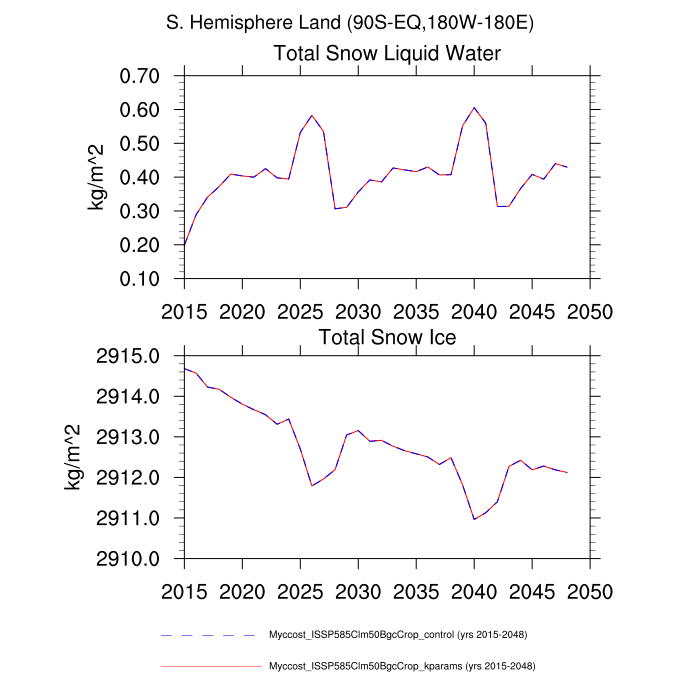 S. Hemisphere Land (90S-EQ,180W-180E)
Total Snow Liquid Water
0.70
0.60
0.50
0.40
0.30
0.20
0.10
kg/m^2
2015 2020 2025 2030 2035 2040 2045 2050
Total Snow Ice
2915.0
2914.0
2913.0
2912.0
2911.0
2910.0
kg/m^2
2015 2020 2025 2030 2035 2040 2045 2050
Myccost_ISSP585Clm50BgcCrop_control (yrs 2015-2048)
Myccost_ISSP585Clm50BgcCrop_kparams (yrs 2015-2048)